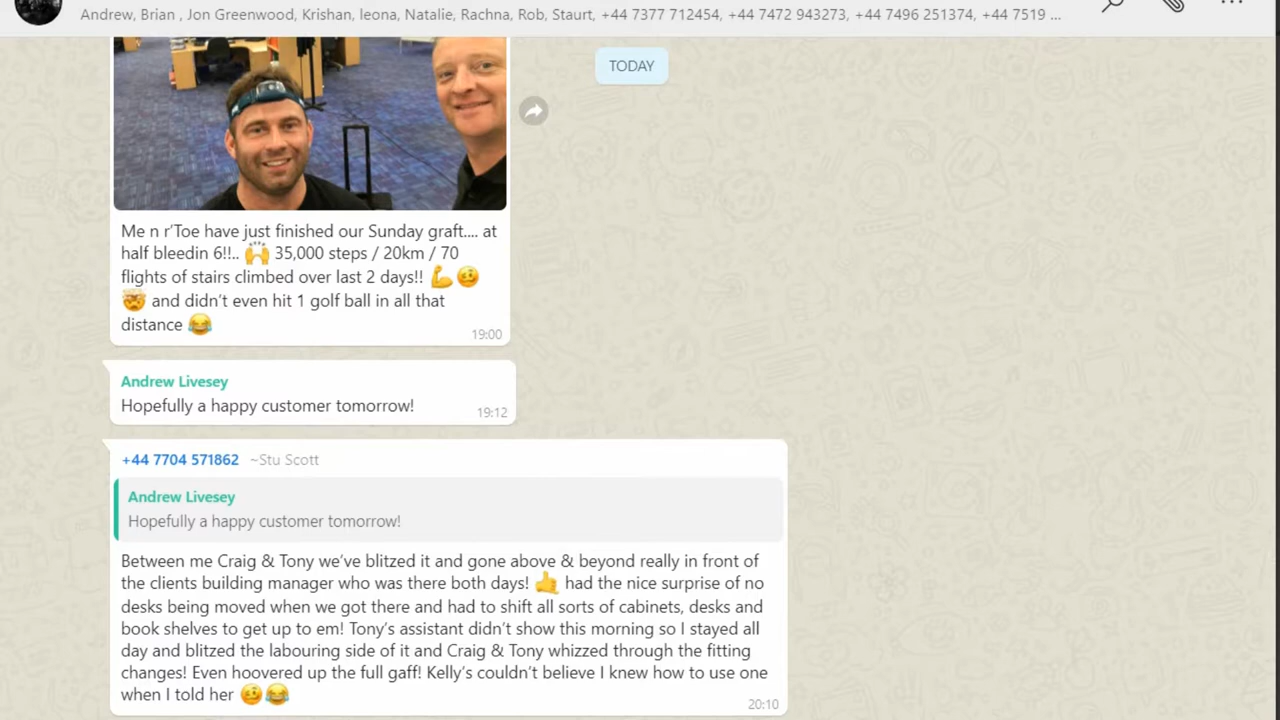 Andrew, Brian , Jon Greenwood, Krishan, leona, Natalie, Rachna, Rob, Staurt, +44 7377 712454, +44 7472 943273, +44 7496 251374, +44 7519 ...
TODAY
Me n r'Toe have just finished our Sunday graft.... at
half bleedin 6!!.. 🙌 35,000 steps / 20km / 70
flights of stairs climbed over last 2 days!! 💪🥴
🤯 and didn't even hit 1 golf ball in all that
distance 😂
19:00
Andrew Livesey
Hopefully a happy customer tomorrow!
19:12
+44 7704 571862 ~Stu Scott
Andrew Livesey
Hopefully a happy customer tomorrow!
Between me Craig & Tony we've blitzed it and gone above & beyond really in front of
the clients building manager who was there both days! 🤙 had the nice surprise of no
desks being moved when we got there and had to shift all sorts of cabinets, desks and
book shelves to get up to em! Tony's assistant didn't show this morning so I stayed all
day and blitzed the labouring side of it and Craig & Tony whizzed through the fitting
changes! Even hoovered up the full gaff! Kelly's couldn't believe I knew how to use one
when I told her 🥴😂
20:10